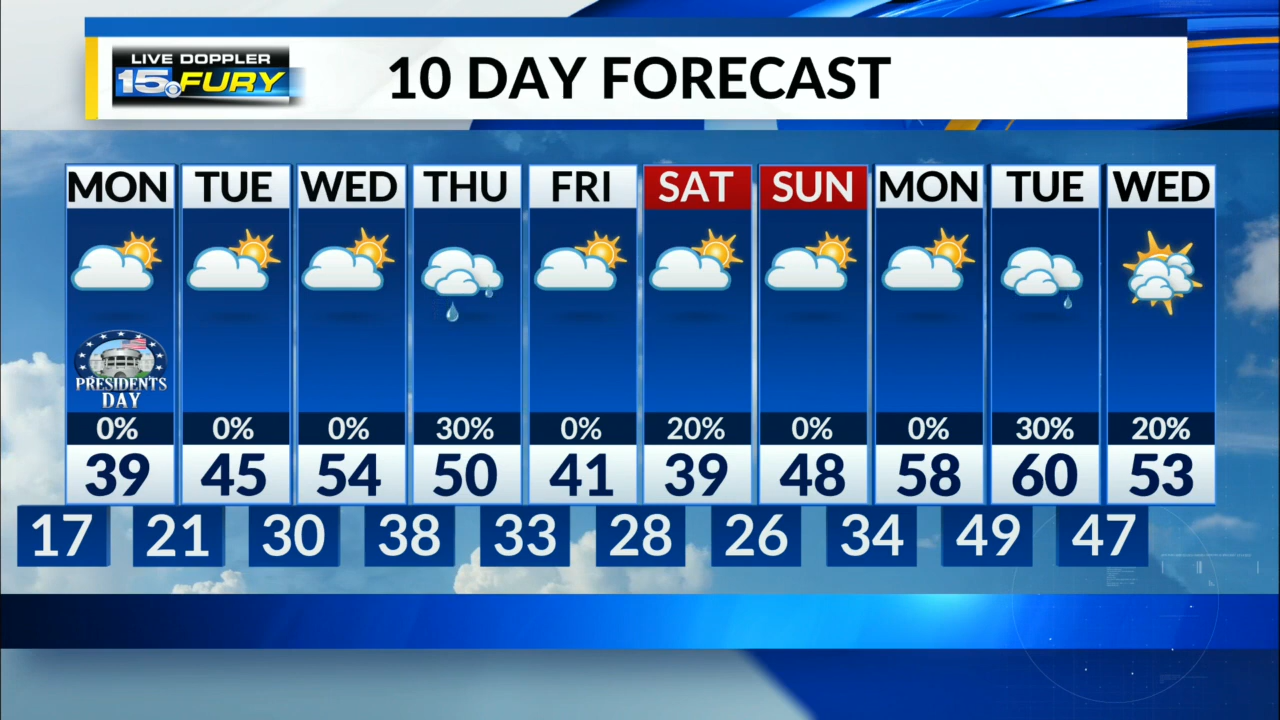 LIVE DOPPLER
15 FURY
10 DAY FORECAST
MON TUE WED THU FRI SAT SUN MON TUE WED
PRESIDENTS
DAY
0% 0% 0% 30% 0% 20% 0% 0% 30% 20%
39 45 54 50 41 39 48 58 60 53
17 21 30 38 33 28 26 34 49 47